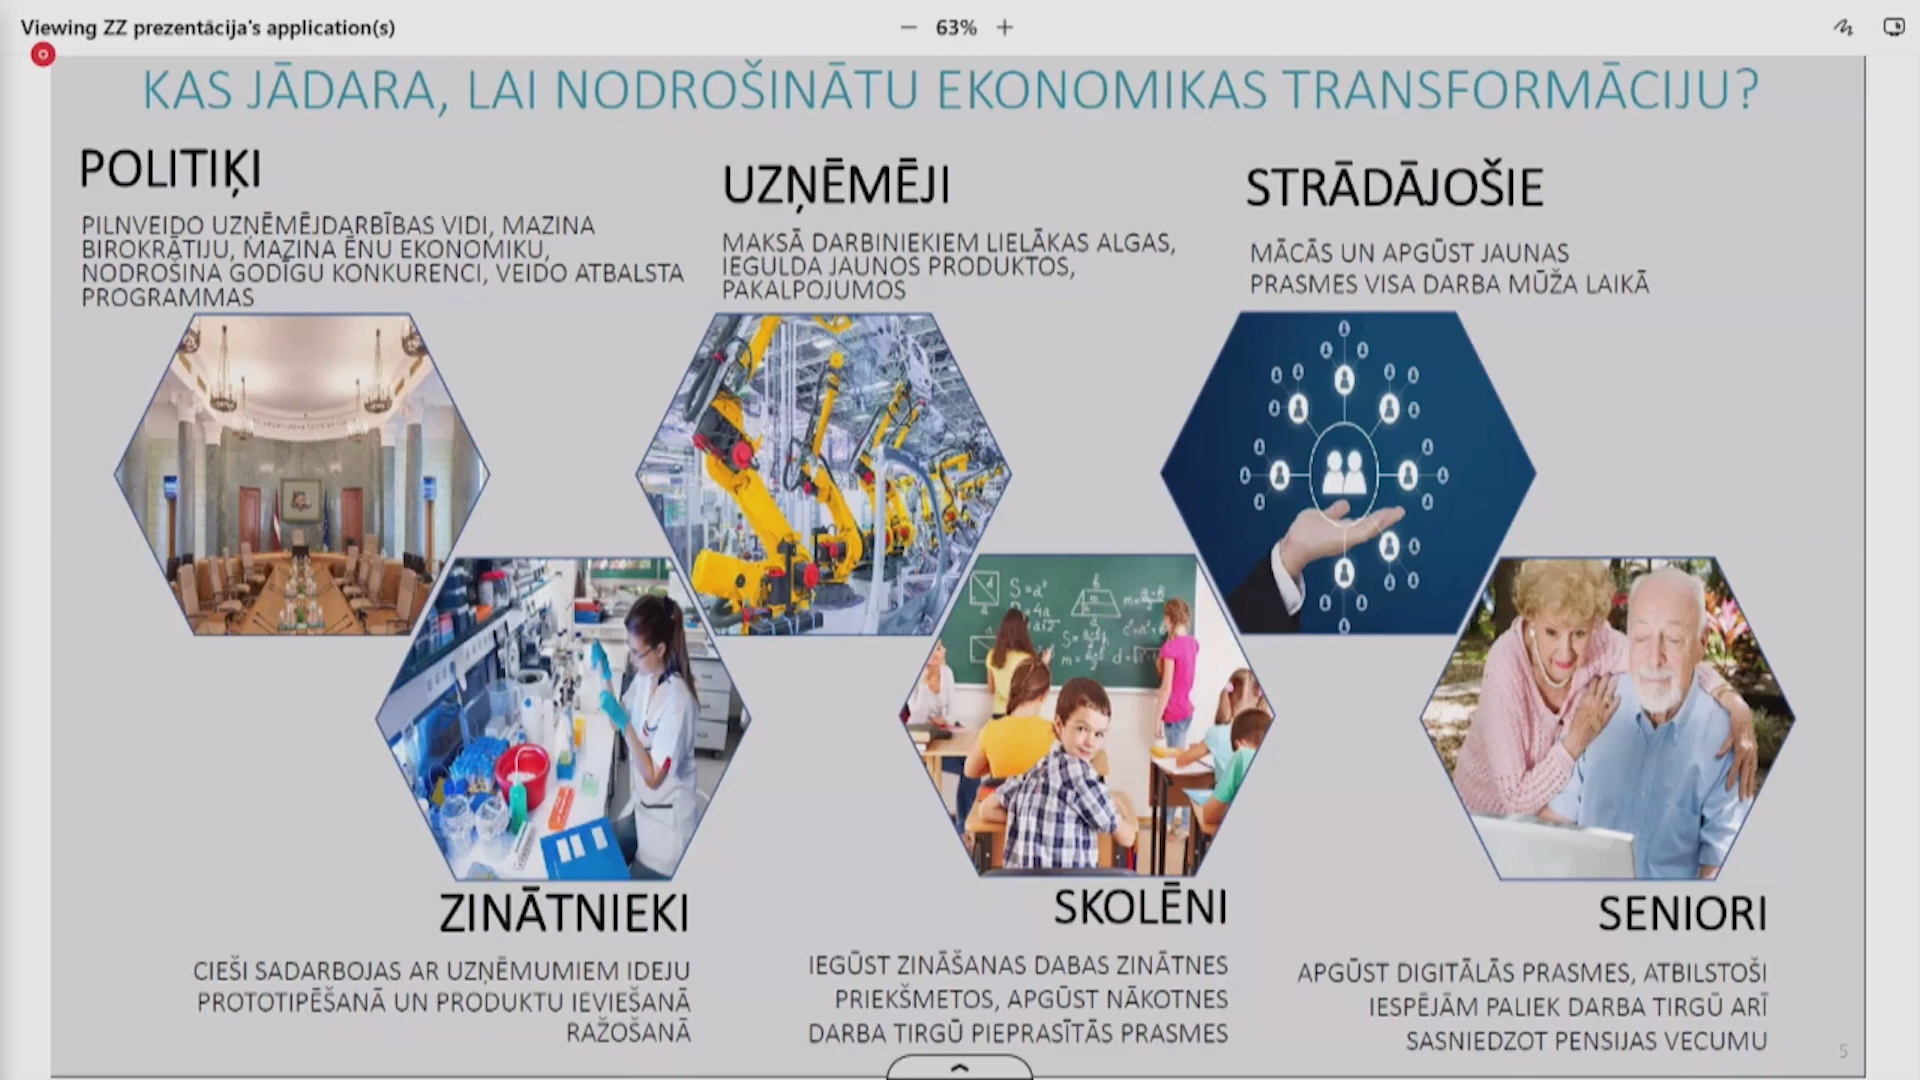 Viewing ZZ prezentācija's application(s)
63%
KAS JĀDARA, LAI NODROŠINĀTU EKONOMIKAS TRANSFORMĀCIJU?
POLITIĶI
PILNVEIDO UZŅĒMĒJDARBĪBAS VIDI, MAZINA
BIROKRĀTIJU, MAZINA ĒNU EKONOMIKU,
NODROŠINA GODĪGU KONKURENCI, VEIDO ATBALSTA
PROGRAMMAS
UZŅĒMĒJI
MAKSĀ DARBINIEKIEM LIELĀKAS ALGAS,
IEGULDA JAUNOS PRODUKTOS,
PAKALPOJUMOS
STRĀDĀJOŠIE
MĀCĀS UN APGŪST JAUNAS
PRASMES VISA DARBA MŪŽA LAIKĀ
ZINĀTNIEKI
CIEŠI SADARBOJAS AR UZŅĒMUMIEM IDEJU
PROTOTIPĒŠANĀ UN PRODUKTU IEVIEŠANĀ
RAŽOŠANĀ
SKOLĒNI
IEGŪST ZINĀŠANAS DABAS ZINĀTNES
PRIEKŠMETOS, APGŪST NĀKOTNES
DARBA TIRGŪ PIEPRASĪTĀS PRASMES
SENIORI
APGŪST DIGITĀLĀS PRASMES, ATBILSTOŠI
IESPĒJĀM PALIEK DARBA TIRGŪ ARĪ
SASNIEDZOT PENSIJAS VECUMU
5